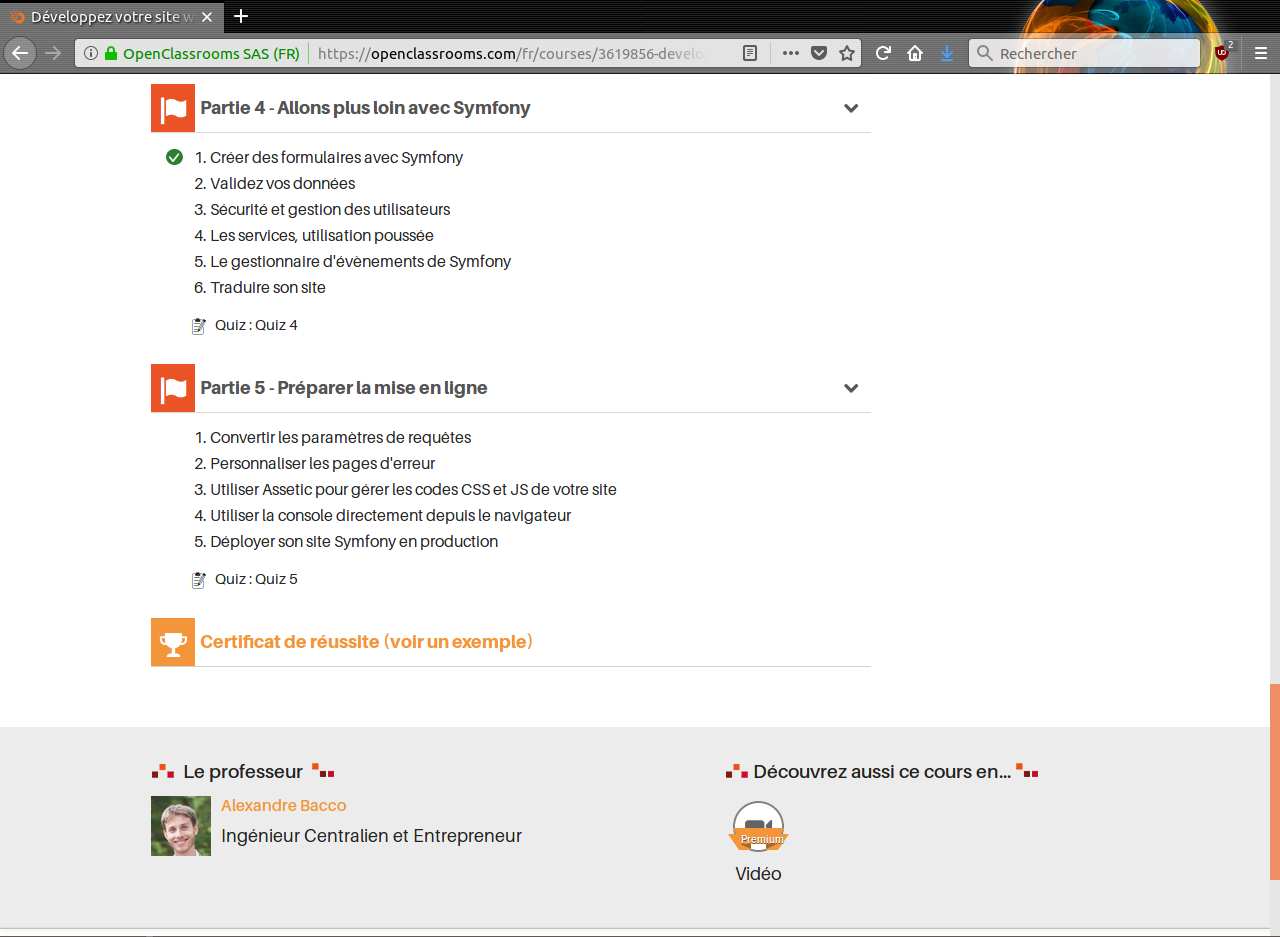 Développez votre site w
OpenClassrooms SAS (FR)
https://openclassrooms.com/fr/courses/3619856-develo
Rechercher
2
Partie 4 - Allons plus loin avec Symfony
1. Créer des formulaires avec Symfony
2. Validez vos données
3. Sécurité et gestion des utilisateurs
4. Les services, utilisation poussée
5. Le gestionnaire d'évènements de Symfony
6. Traduire son site
Quiz : Quiz 4
Partie 5 - Préparer la mise en ligne
1. Convertir les paramètres de requêtes
2. Personnaliser les pages d'erreur
3. Utiliser Assetic pour gérer les codes CSS et JS de votre site
4. Utiliser la console directement depuis le navigateur
5. Déployer son site Symfony en production
Quiz : Quiz 5
Certificat de réussite (voir un exemple)
Le professeur
Alexandre Bacco
Ingénieur Centralien et Entrepreneur
Découvrez aussi ce cours en...
Premium
Vidéo